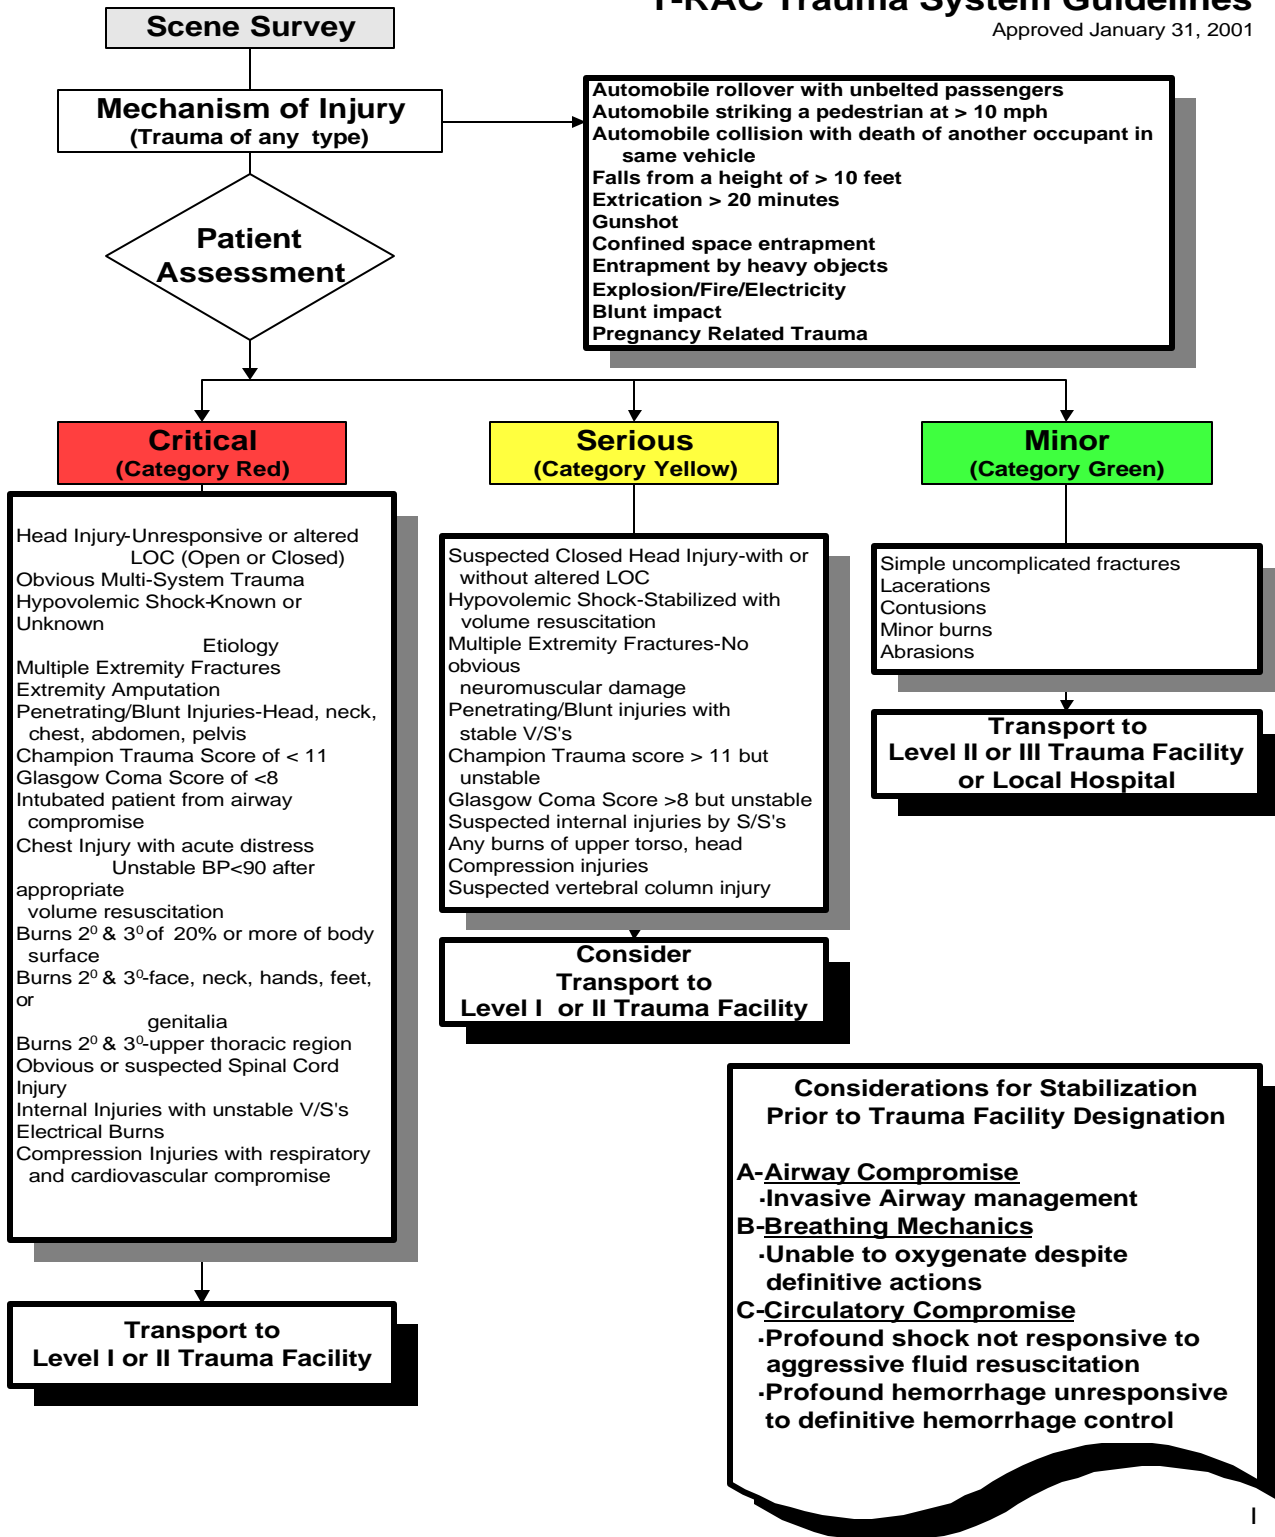 T-RAC Trauma System Guidelines
Approved January 31, 2001
Scene Survey
Mechanism of Injury
(Trauma of any type)
Automobile rollover with unbelted passengers
Automobile striking a pedestrian at > 10 mph
Automobile collision with death of another occupant in
same vehicle
Falls from a height of > 10 feet
Extrication > 20 minutes
Gunshot
Confined space entrapment
Entrapment by heavy objects
Explosion/Fire/Electricity
Blunt impact
Pregnancy Related Trauma
Patient
Assessment
Critical
(Category Red)
Head Injury-Unresponsive or altered
LOC (Open or Closed)
Obvious Multi-System Trauma
Hypovolemic Shock-Known or
Unknown
Etiology
Multiple Extremity Fractures
Extremity Amputation
Penetrating/Blunt Injuries-Head, neck,
chest, abdomen, pelvis
Champion Trauma Score of < 11
Glasgow Coma Score of <8
Intubated patient from airway
compromise
Chest Injury with acute distress
Unstable BP<90 after
appropriate
volume resuscitation
Burns 2⁰ & 3⁰ of 20% or more of body
surface
Burns 2⁰ & 3⁰-face, neck, hands, feet,
or
genitalia
Burns 2⁰ & 3⁰-upper thoracic region
Obvious or suspected Spinal Cord
Injury
Internal Injuries with unstable V/S's
Electrical Burns
Compression Injuries with respiratory
and cardiovascular compromise
Transport to
Level I or II Trauma Facility
Serious
(Category Yellow)
Suspected Closed Head Injury-with or
without altered LOC
Hypovolemic Shock-Stabilized with
volume resuscitation
Multiple Extremity Fractures-No
obvious
neuromuscular damage
Penetrating/Blunt injuries with
stable V/S's
Champion Trauma score > 11 but
unstable
Glasgow Coma Score >8 but unstable
Suspected internal injuries by S/S's
Any burns of upper torso, head
Compression injuries
Suspected vertebral column injury
Consider
Transport to
Level I or II Trauma Facility
Minor
(Category Green)
Simple uncomplicated fractures
Lacerations
Contusions
Minor burns
Abrasions
Transport to
Level II or III Trauma Facility
or Local Hospital
Considerations for Stabilization
Prior to Trauma Facility Designation
A-Airway Compromise
·Invasive Airway management
B-Breathing Mechanics
·Unable to oxygenate despite
definitive actions
C-Circulatory Compromise
·Profound shock not responsive to
aggressive fluid resuscitation
·Profound hemorrhage unresponsive
to definitive hemorrhage control
I